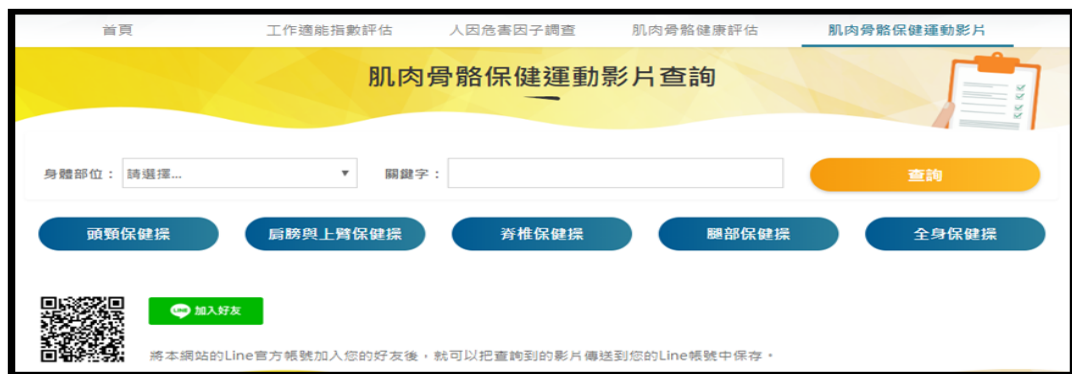 首頁 工作適能指數評估 人因危害因子調查 肌肉骨骼健康評估 肌肉骨骼保健運動影片
肌肉骨骼保健運動影片查詢
身體部位： 請選擇... 關鍵字： 查詢
頭頸保健操 肩膀與上臂保健操 脊椎保健操 腿部保健操 全身保健操
LINE 加入好友
將本網站的Line官方帳號加入您的好友後，就可以把查詢到的影片傳送到您的Line帳號中保存。